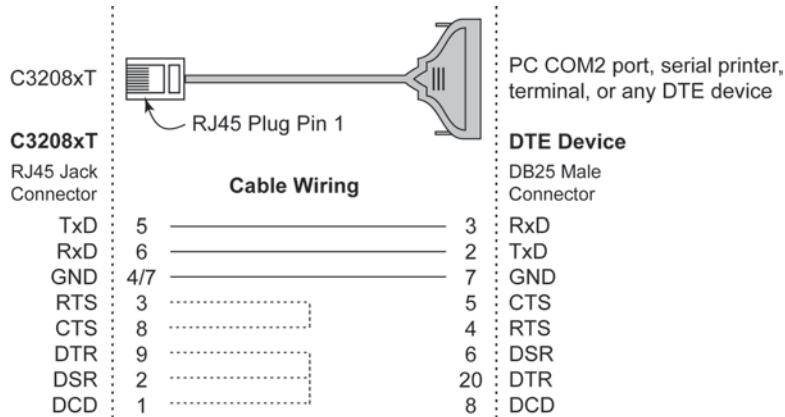 C3208xT
PC COM2 port, serial printer,
terminal, or any DTE device
RJ45 Plug Pin 1
C3208xT
DTE Device
RJ45 Jack
Connector
Cable Wiring
DB25 Male
Connector
TxD 5 3 RxD
RxD 6 2 TxD
GND 4/7 7 GND
RTS 3 5 CTS
CTS 8 4 RTS
DTR 9 6 DSR
DSR 2 20 DTR
DCD 1 8 DCD